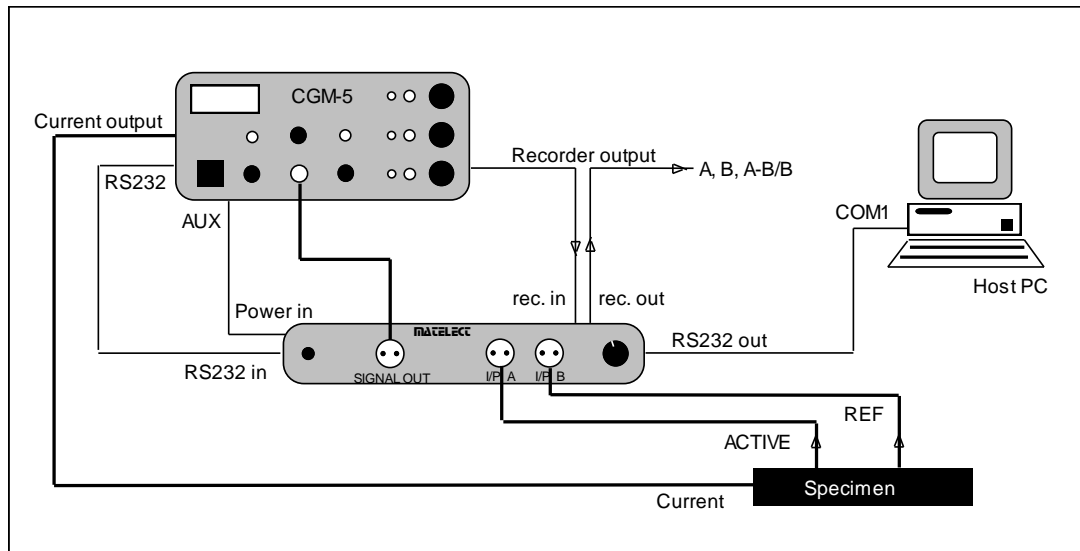 CGM-5
Current output
Recorder output
A, B, A-B/B
RS232
COM1
AUX
Host PC
rec. in
rec. out
Power in
MATELECT
RS232 out
RS232 in
SIGNAL OUT
I/P A
I/P B
REF
ACTIVE
Specimen
Current